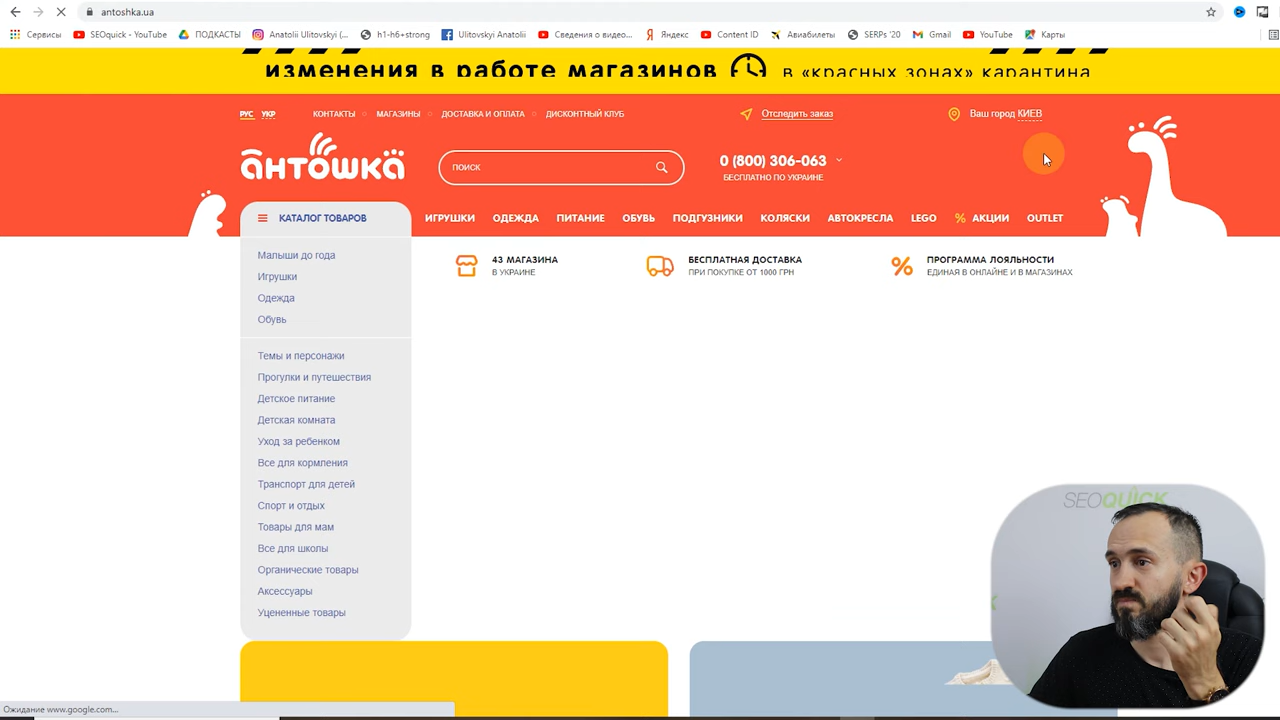 antoshka.ua
Сервисы
SEOquick - YouTube
ПОДКАСТЫ
Anatolii Ulitovskyi (...
h1-h6+strong
Ulitovskyi Anatolii
Сведения о видео...
Яндекс
Content ID
Авиабилеты
SERPs '20
Gmail
YouTube
Карты
изменения в работе магазинов
в «красных зонах» карантина
РУС УКР
КОНТАКТЫ
МАГАЗИНЫ
ДОСТАВКА И ОПЛАТА
ДИСКОНТНЫЙ КЛУБ
Отследить заказ
Ваш город КИЕВ
антошка
ПОИСК
0 (800) 306-063
БЕСПЛАТНО ПО УКРАИНЕ
КАТАЛОГ ТОВАРОВ
ИГРУШКИ
ОДЕЖДА
ПИТАНИЕ
ОБУВЬ
ПОДГУЗНИКИ
КОЛЯСКИ
АВТОКРЕСЛА
LEGO
% АКЦИИ
OUTLET
43 МАГАЗИНА
В УКРАИНЕ
БЕСПЛАТНАЯ ДОСТАВКА
ПРИ ПОКУПКЕ ОТ 1000 ГРН
%
ПРОГРАММА ЛОЯЛЬНОСТИ
ЕДИНАЯ В ОНЛАЙНЕ И В МАГАЗИНАХ
Малыши до года
Игрушки
Одежда
Обувь
Темы и персонажи
Прогулки и путешествия
Детское питание
Детская комната
Уход за ребенком
Все для кормления
Транспорт для детей
Спорт и отдых
Товары для мам
Все для школы
Органические товары
Аксессуары
Уцененные товары
SEOQUICK
Ожидание www.google.com...